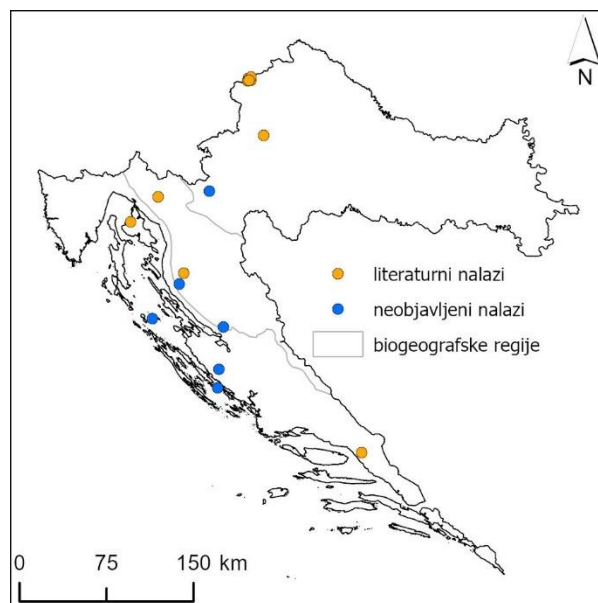 N
literaturni nalazi
neobjavljeni nalazi
biogeografske regije
0 75 150 km